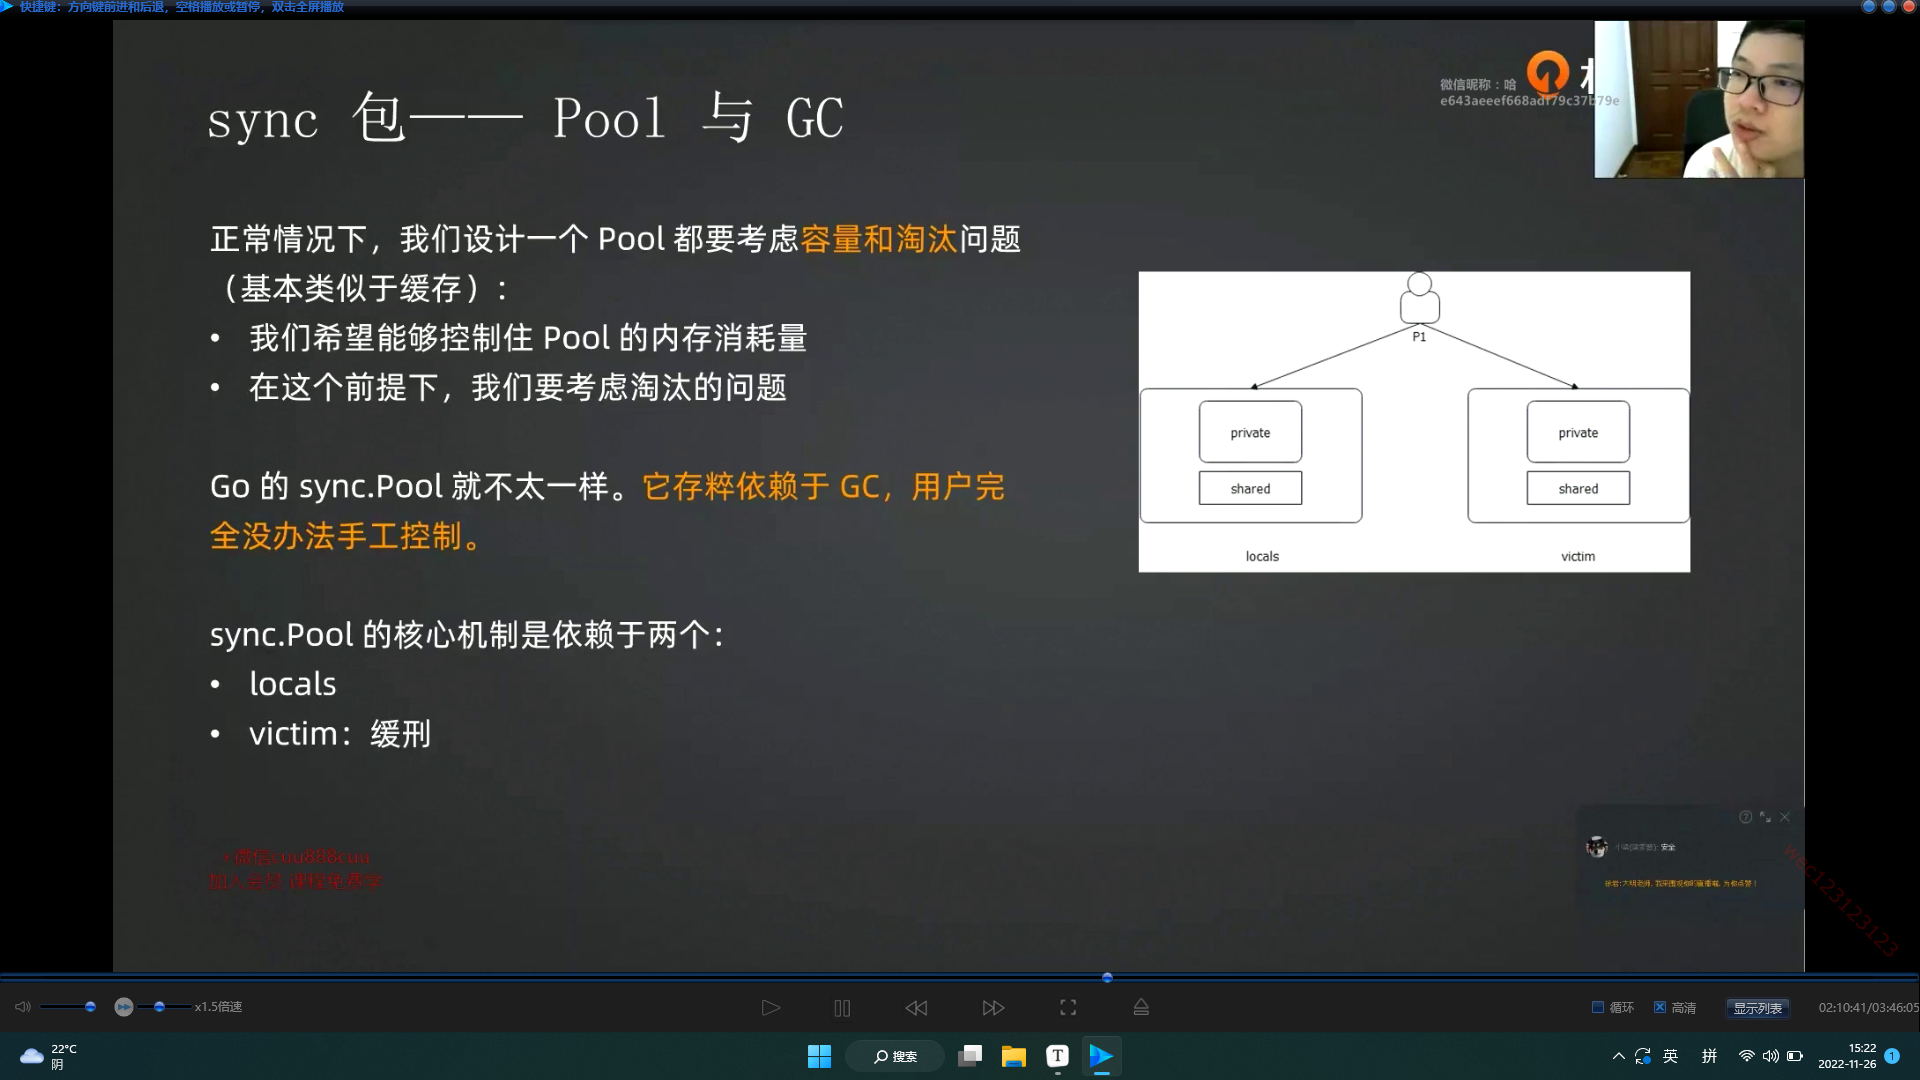 快捷键：方向键前进和后退，空格播放或暂停，双击全屏播放
微信昵称：哈
sync 包—— Pool 与 GC
正常情况下，我们设计一个 Pool 都要考虑容量和淘汰问题
（基本类似于缓存）：
• 我们希望能够控制住 Pool 的内存消耗量
• 在这个前提下，我们要考虑淘汰的问题
Go 的 sync.Pool 就不太一样。它存粹依赖于 GC，用户完
全没办法手工控制。
sync.Pool 的核心机制是依赖于两个：
• locals
• victim：缓刑
P1
private
shared
locals
private
shared
victim
微信cuu888cuu
加入会员 课程免费学
安全
wec123123123
x1.5倍速
循环
高清
显示列表
02:10:41/03:46:05
22°C
阴
搜索
T
英
拼
15:22
2022-11-26
1